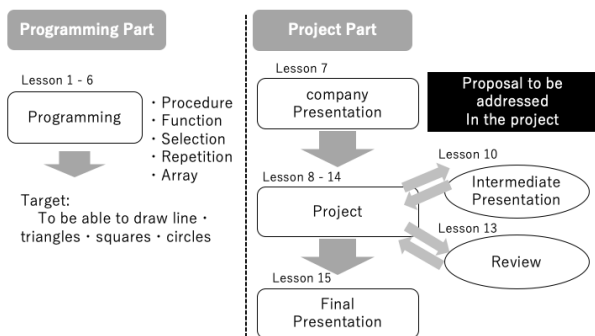 Programming Part
Lesson 1 - 6
Programming
・Procedure
・Function
・Selection
・Repetition
・Array
Target:
To be able to draw line・
triangles・squares・circles
Project Part
Lesson 7
company
Presentation
Proposal to be
addressed
In the project
Lesson 8 - 14
Project
Lesson 10
Intermediate
Presentation
Lesson 13
Review
Lesson 15
Final
Presentation